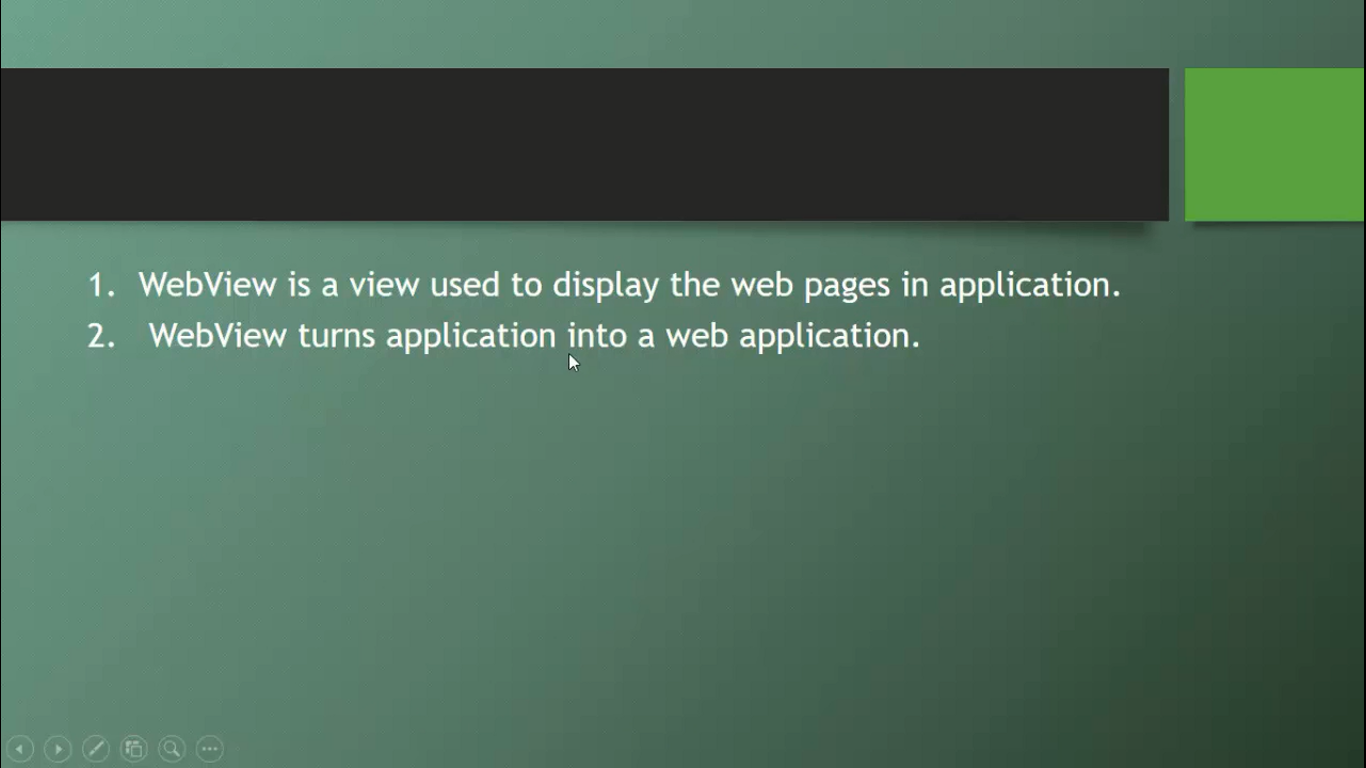 1. WebView is a view used to display the web pages in application.
2. WebView turns application into a web application.